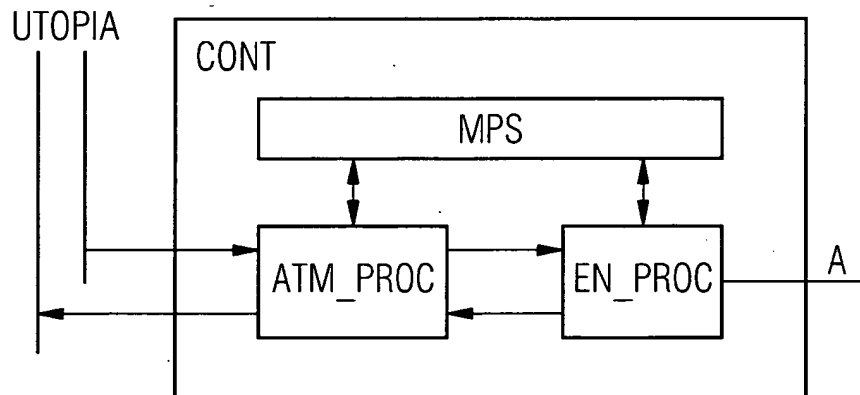 UTOPIA
CONT
MPS
ATM_PROC
EN_PROC
A